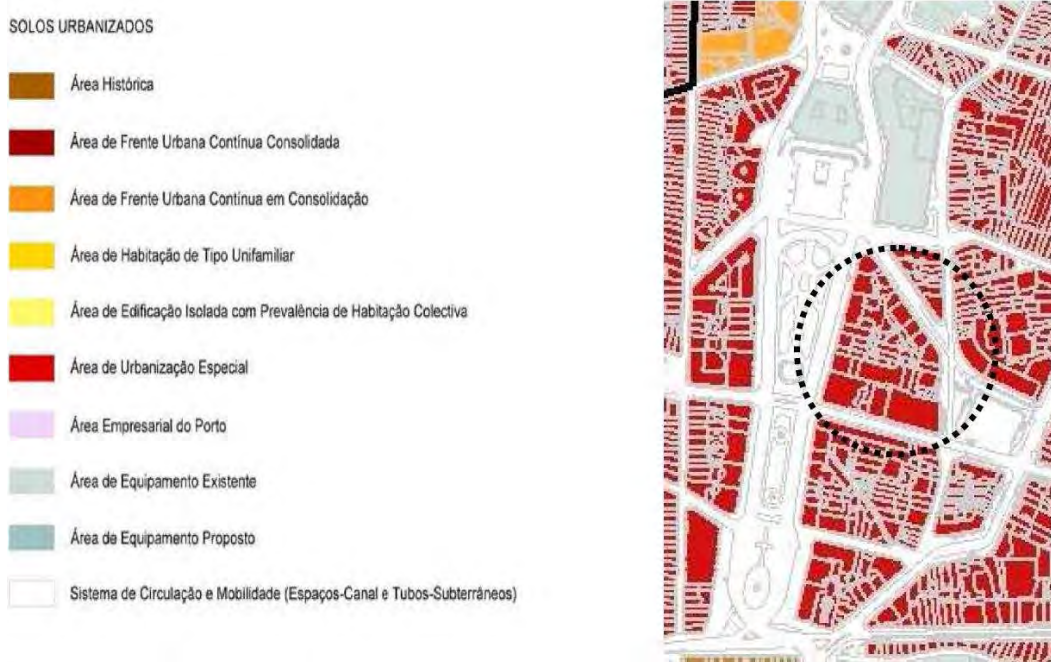 SOLOS URBANIZADOS
Área Histórica
Área de Frente Urbana Contínua Consolidada
Área de Frente Urbana Contínua em Consolidação
Área de Habitação de Tipo Unifamiliar
Área de Edificação Isolada com Prevalência de Habitação Colectiva
Área de Urbanização Especial
Área Empresarial do Porto
Área de Equipamento Existente
Área de Equipamento Proposto
Sistema de Circulação e Mobilidade (Espaços-Canal e Tubos-Subterrâneos)